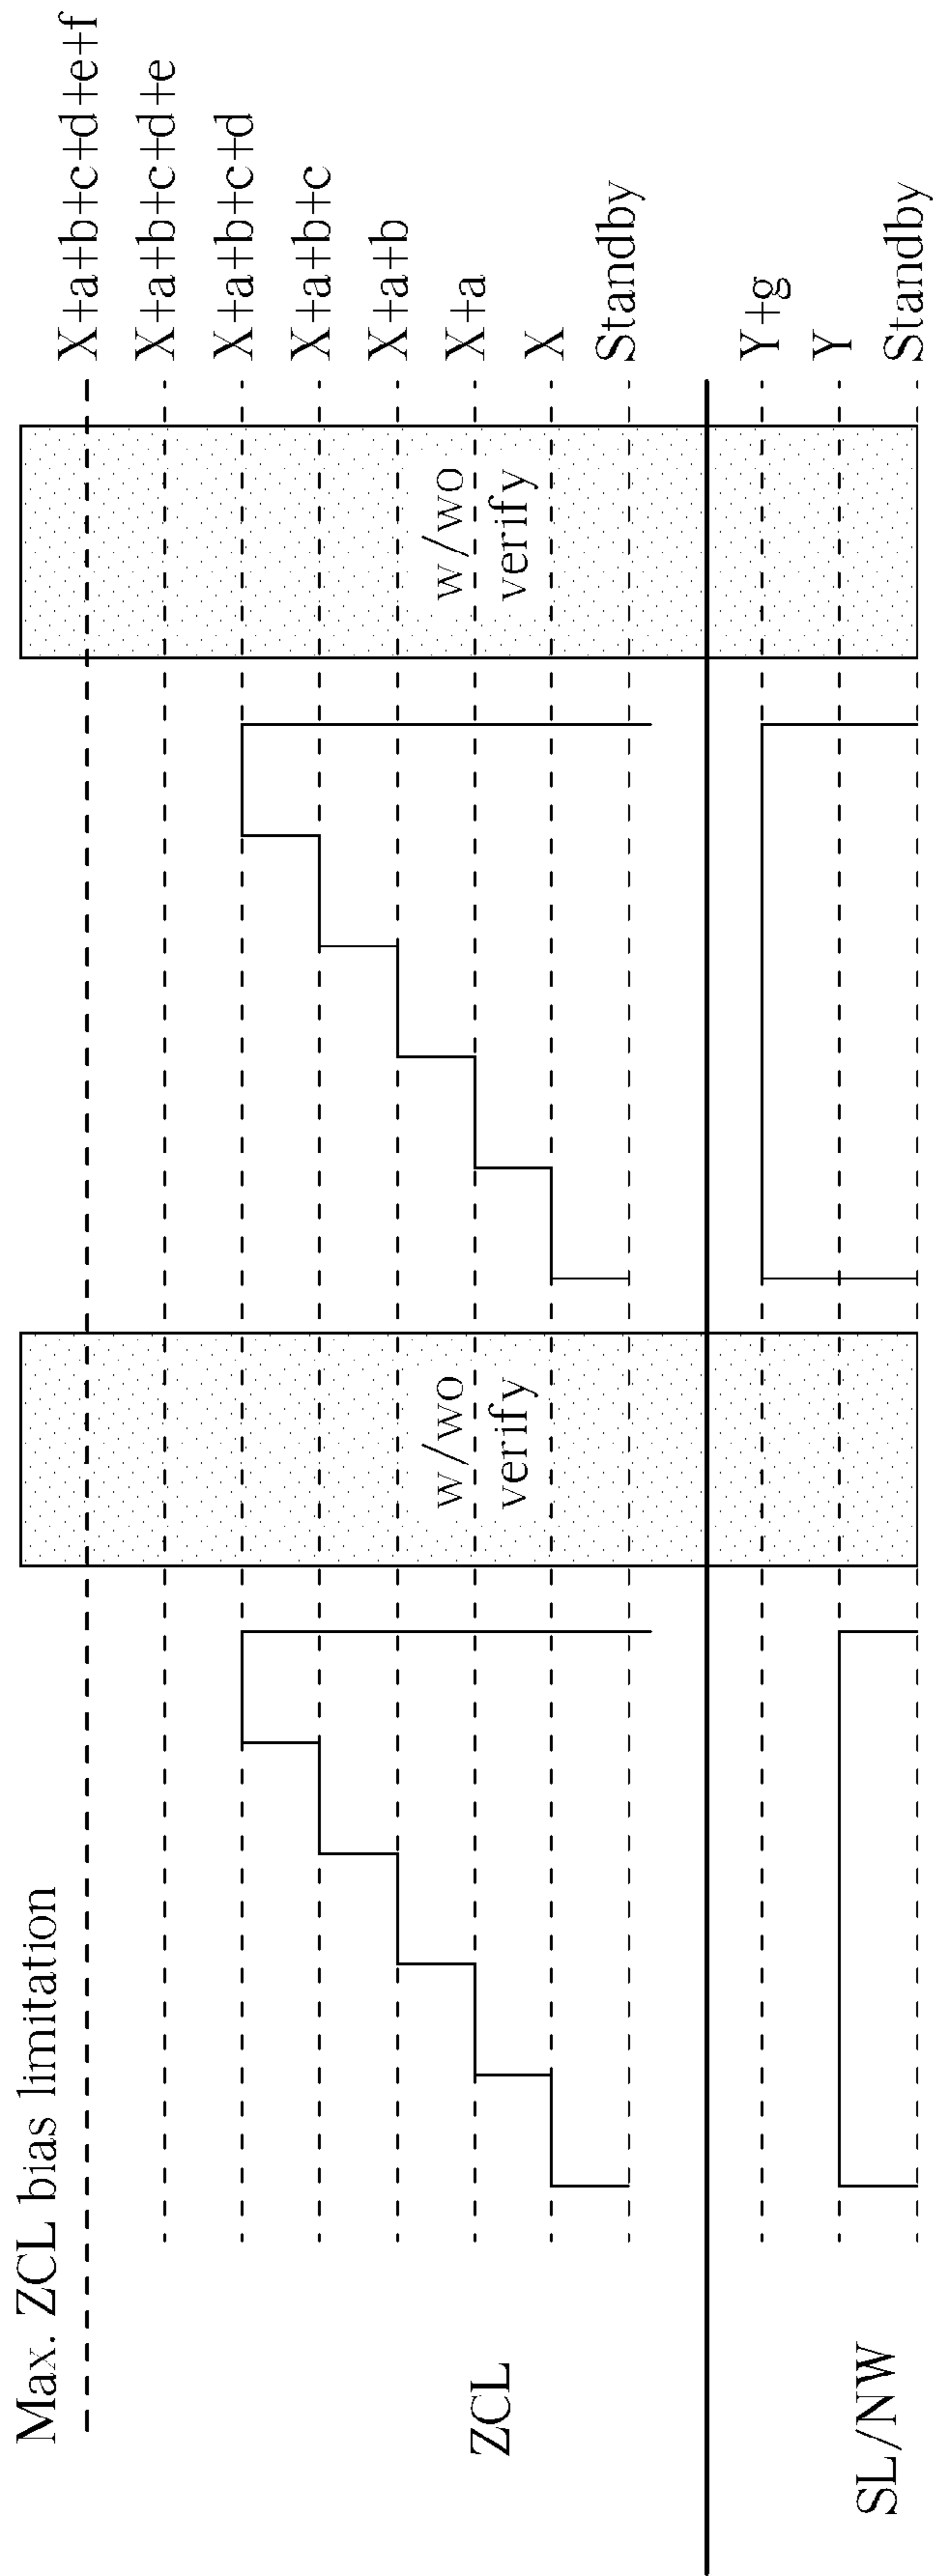 Max. ZCL bias limitation
X+a+b+c+d+e+f
X+a+b+c+d+e
X+a+b+c+d
X+a+b+c
X+a+b
X+a
X
Standby
ZCL
w/wo
verify
w/wo
verify
Y+g
Y
Standby
SL/NW